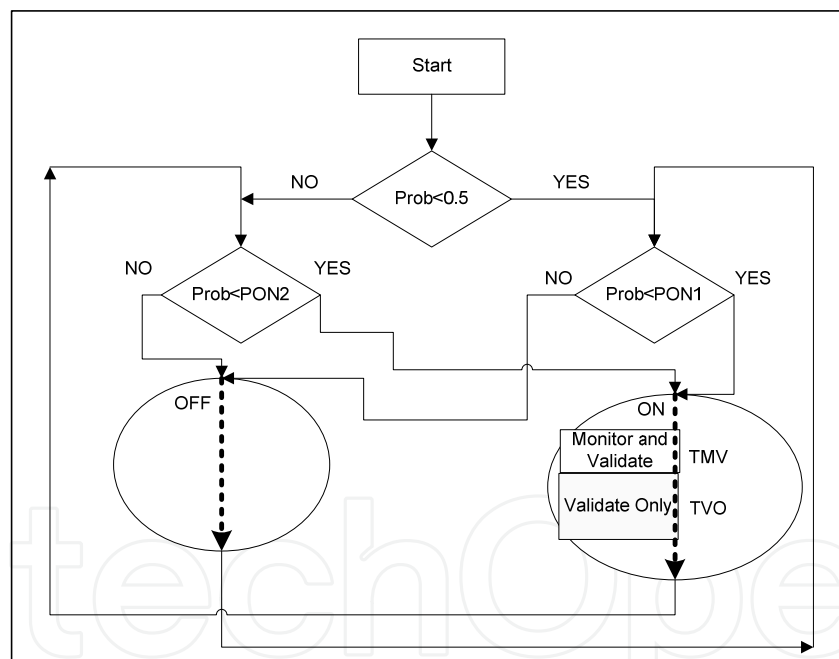 Start
Prob<0.5
NO
YES
NO
Prob<PON2
YES
NO
Prob<PON1
YES
OFF
ON
Monitor and
Validate
TMV
Validate Only
TVO
techOpe